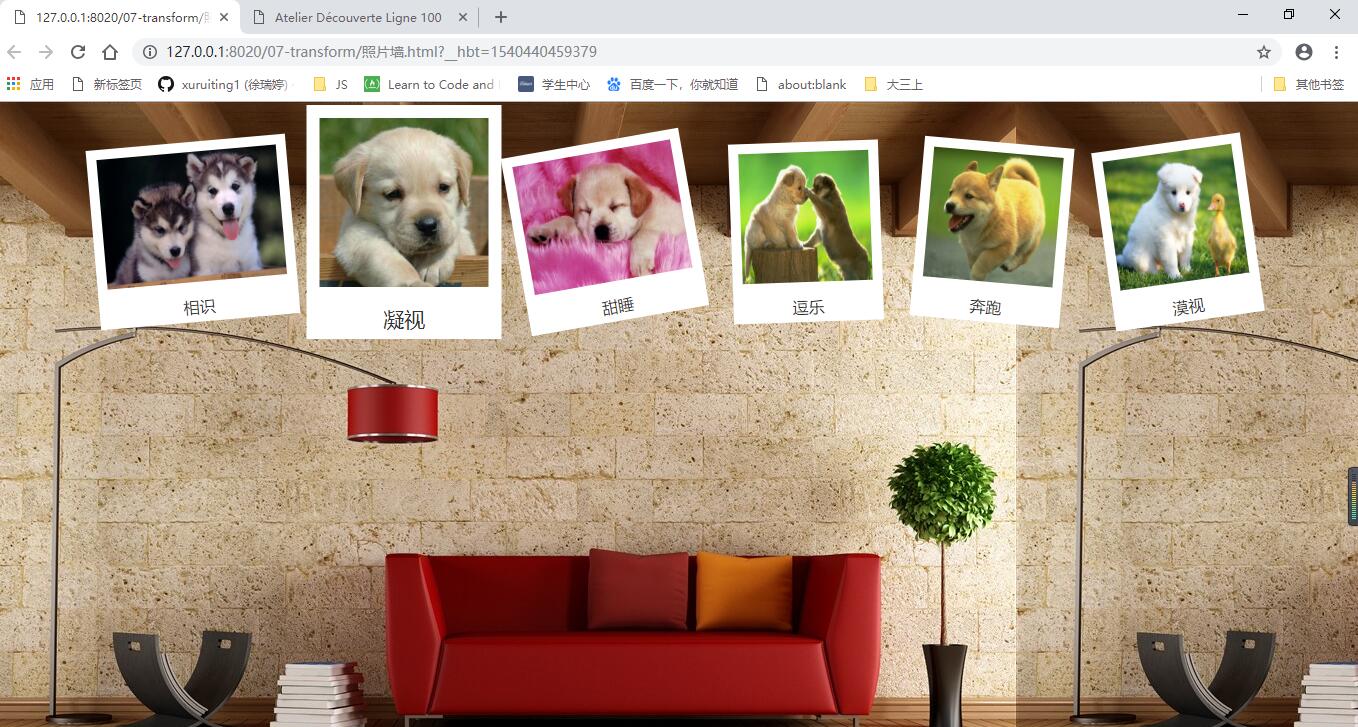 127.0.0.1:8020/07-transform/
Atelier Découverte Ligne 100
127.0.0.1:8020/07-transform/照片墙.html?__hbt=1540440459379
应用 新标签页 xuruiting1 (徐瑞婷) JS Learn to Code and 学生中心 百度一下，你就知道 about:blank 大三上 其他书签
相识 凝视 甜睡 逗乐 奔跑 漠视